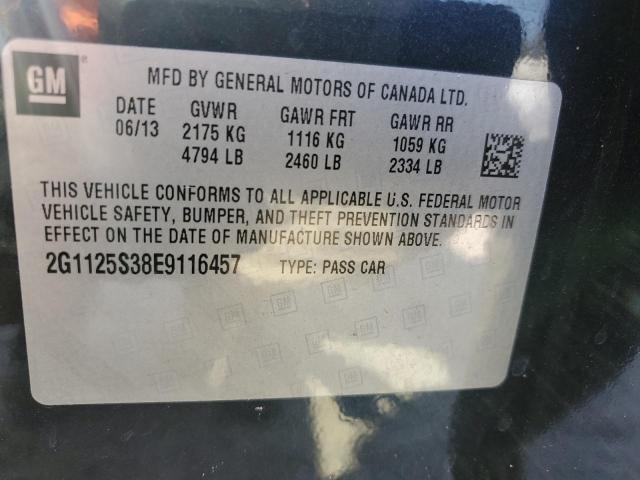 GM ®
MFD BY GENERAL MOTORS OF CANADA LTD.
DATE GVWR GAWR FRT GAWR RR
06/13 2175 KG 1116 KG 1059 KG
4794 LB 2460 LB 2334 LB
THIS VEHICLE CONFORMS TO ALL APPLICABLE U.S. FEDERAL MOTOR
VEHICLE SAFETY, BUMPER, AND THEFT PREVENTION STANDARDS IN
EFFECT ON THE DATE OF MANUFACTURE SHOWN ABOVE.
2G1125S38E9116457 TYPE: PASS CAR